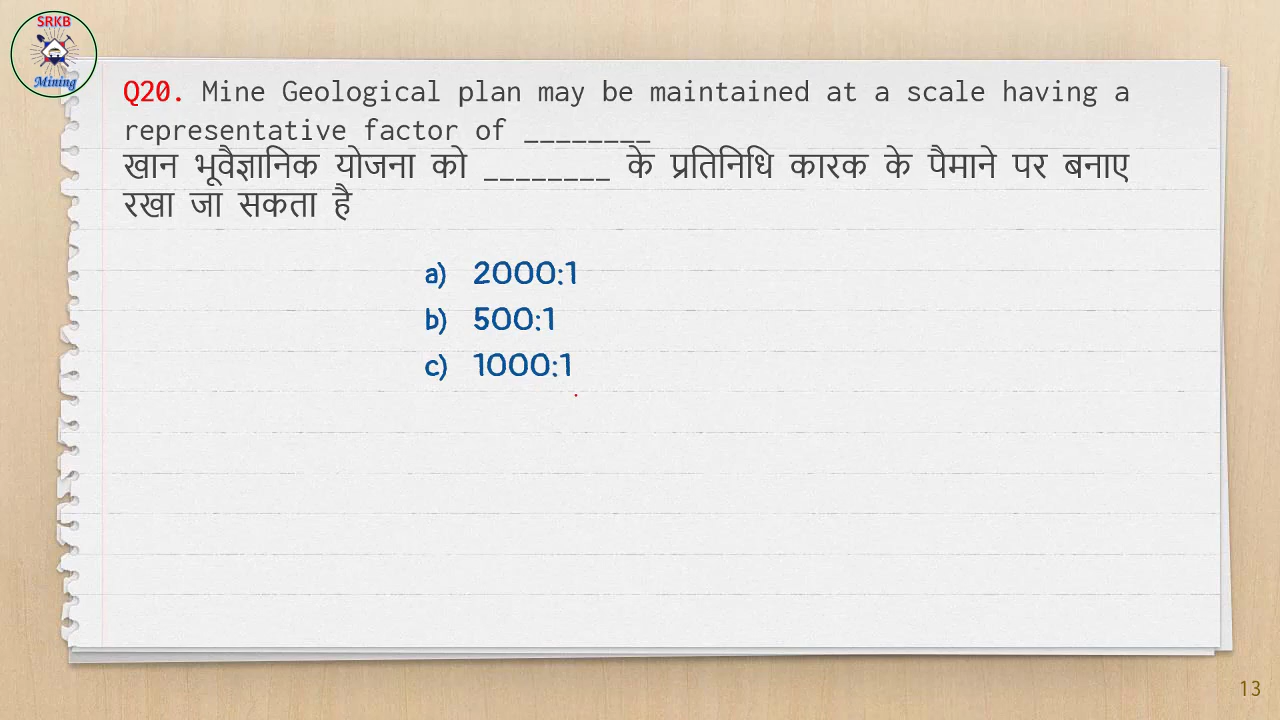 SRKB
Mining
Q20. Mine Geological plan may be maintained at a scale having a
representative factor of ________
खान भूवैज्ञानिक योजना को ________ के प्रतिनिधि कारक के पैमाने पर बनाए
रखा जा सकता है
a) 2000:1
b) 500:1
c) 1000:1
13